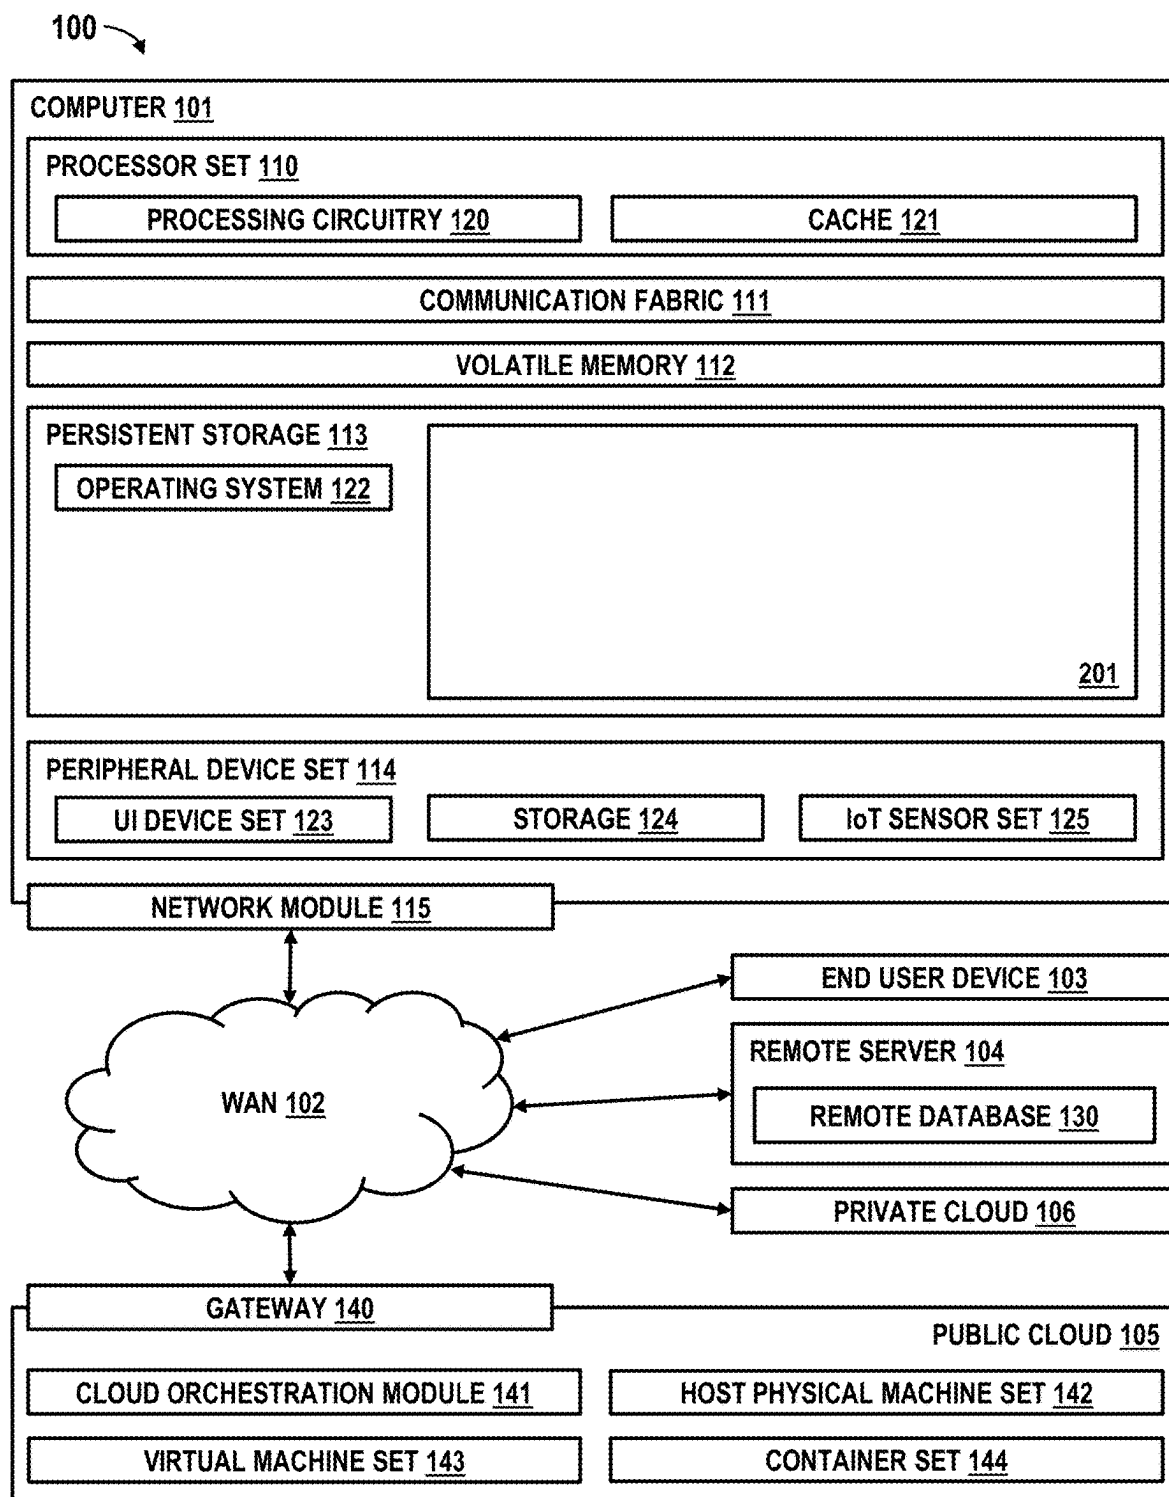 100
COMPUTER 101
PROCESSOR SET 110
PROCESSING CIRCUITRY 120
CACHE 121
COMMUNICATION FABRIC 111
VOLATILE MEMORY 112
PERSISTENT STORAGE 113
OPERATING SYSTEM 122
201
PERIPHERAL DEVICE SET 114
UI DEVICE SET 123
STORAGE 124
IoT SENSOR SET 125
NETWORK MODULE 115
END USER DEVICE 103
REMOTE SERVER 104
WAN 102
REMOTE DATABASE 130
PRIVATE CLOUD 106
GATEWAY 140
PUBLIC CLOUD 105
CLOUD ORCHESTRATION MODULE 141
HOST PHYSICAL MACHINE SET 142
VIRTUAL MACHINE SET 143
CONTAINER SET 144